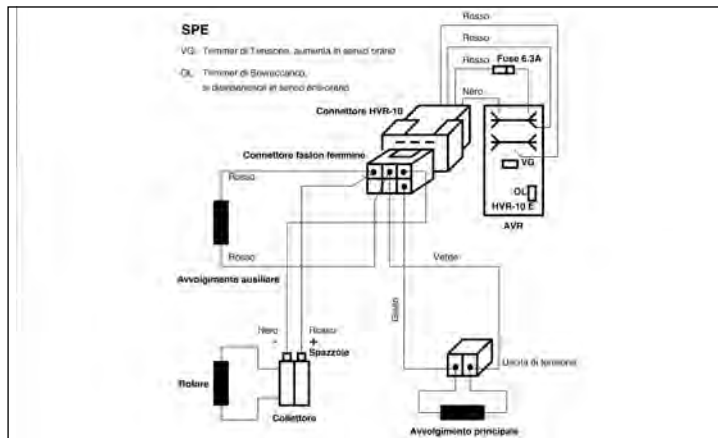 SPE
VG Trimmer di Tensione, aumenta in senso orario
OL Trimmer di Sovraccarico,
si disinserisce in senso anti-orario
Rosso
Rosso
Rosso
Fuse 6.3A
Nero
Connettore HVR-10
Connettore faston femmine
VG
OL
HVR-10 E
AVR
Rosso
Rosso
Avvolgimento ausiliare
Verde
Giallo
Nero
-
Rosso
+
Spazzole
Rotore
Collettore
Uscita di tensione
Avvolgimento principale